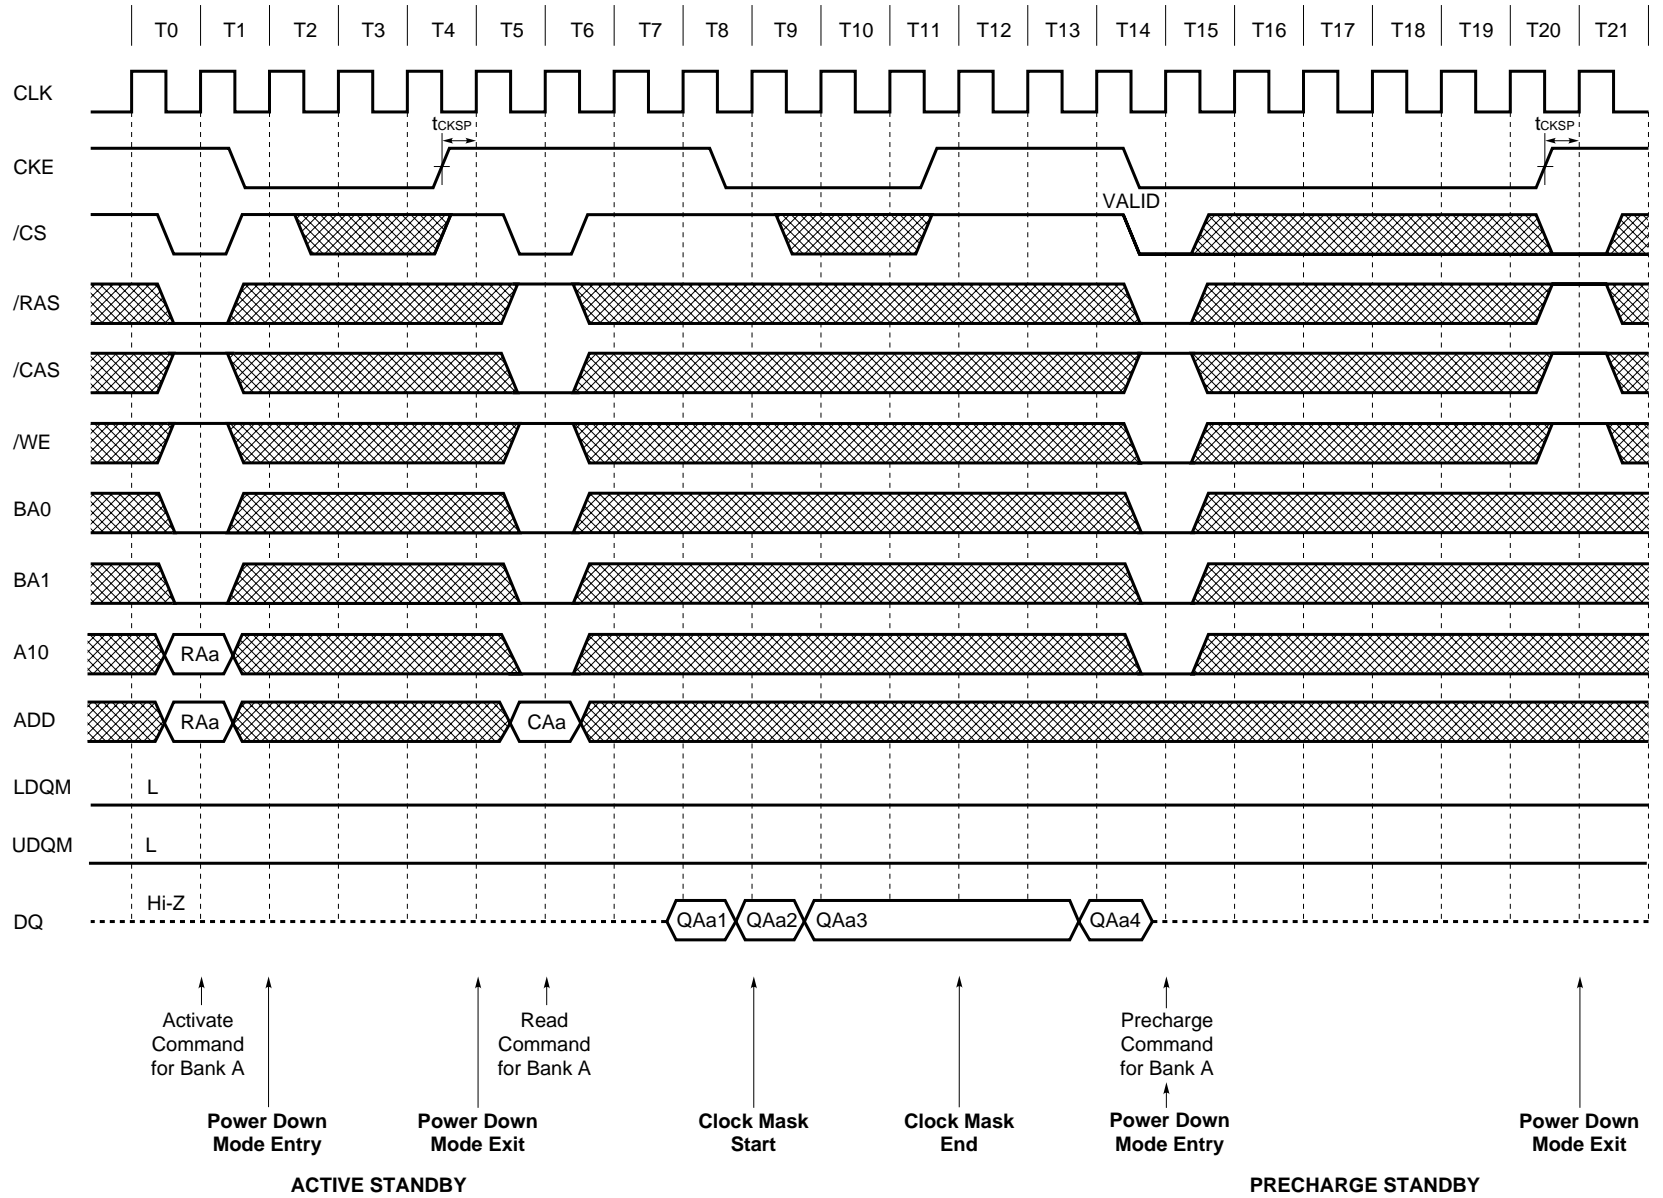 T0 T1 T2 T3 T4 T5 T6 T7 T8 T9 T10 T11 T12 T13 T14 T15 T16 T17 T18 T19 T20 T21
CLK
tCKSP tCKSP
CKE
VALID
/CS
/RAS
/CAS
/WE
BA0
BA1
A10 RAa
ADD RAa CAa
LDQM L
UDQM L
Hi-Z
DQ QAa1 QAa2 QAa3 QAa4
Activate
Command
for Bank A
Read
Command
for Bank A
Precharge
Command
for Bank A
Power Down
Mode Entry
Power Down
Mode Exit
Clock Mask
Start
Clock Mask
End
Power Down
Mode Entry
Power Down
Mode Exit
ACTIVE STANDBY
PRECHARGE STANDBY